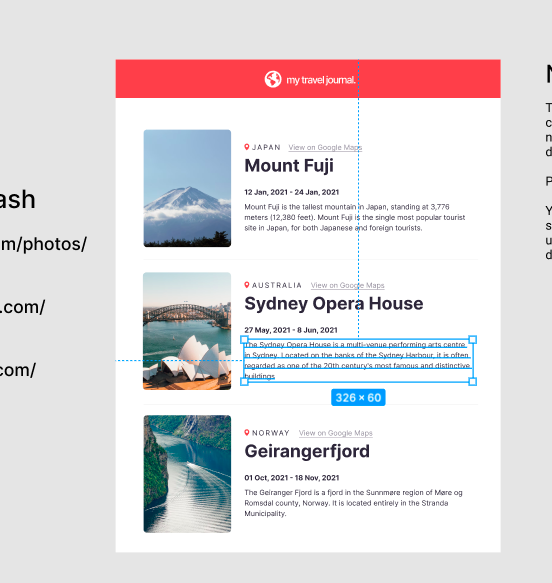 my travel journal.
JAPAN View on Google Maps
Mount Fuji
12 Jan, 2021 - 24 Jan, 2021
Mount Fuji is the tallest mountain in Japan, standing at 3,776
meters (12,380 feet). Mount Fuji is the single most popular tourist
site in Japan, for both Japanese and foreign tourists.
ash
m/photos/
.com/
com/
AUSTRALIA View on Google Maps
Sydney Opera House
27 May, 2021 - 8 Jun, 2021
The Sydney Opera House is a multi-venue performing arts centre
in Sydney. Located on the banks of the Sydney Harbour, it is often
regarded as one of the 20th century's most famous and distinctive
buildings
326 × 60
NORWAY View on Google Maps
Geirangerfjord
01 Oct, 2021 - 18 Nov, 2021
The Geiranger Fjord is a fjord in the Sunnmøre region of Møre og
Romsdal county, Norway. It is located entirely in the Stranda
Municipality.
N
T
c
n
d
P
Y
s
u
d